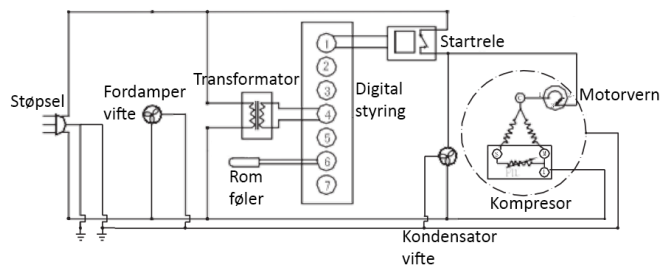 Startrele
1
Fordamper
vifte
Transformator
2
Digital
styring
3
Motorvern
Støpsel
4
C
5
S
M
Rom
føler
6
PTC
L
7
Kompresor
Kondensator
vifte